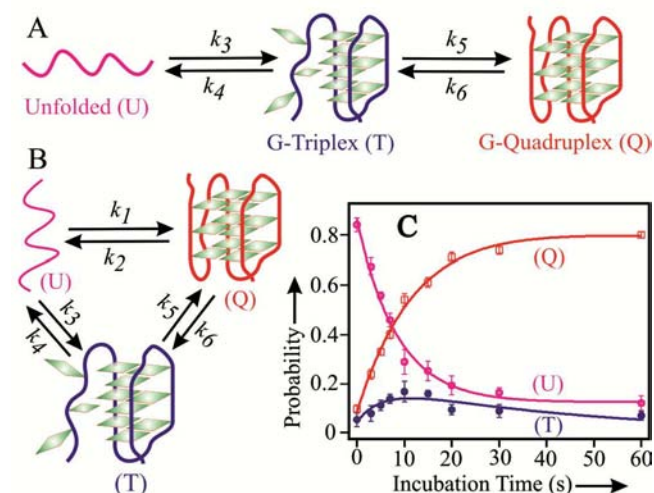 A
k3
k4
k5
k6
Unfolded (U)
G-Triplex (T)
G-Quadruplex (Q)
B
k1
k2
(U)
(Q)
k3
k4
k5
k6
(T)
C
Probability
0.8
0.6
0.4
0.2
0
(Q)
(U)
(T)
0 10 20 30 40 50 60
Incubation Time (s)